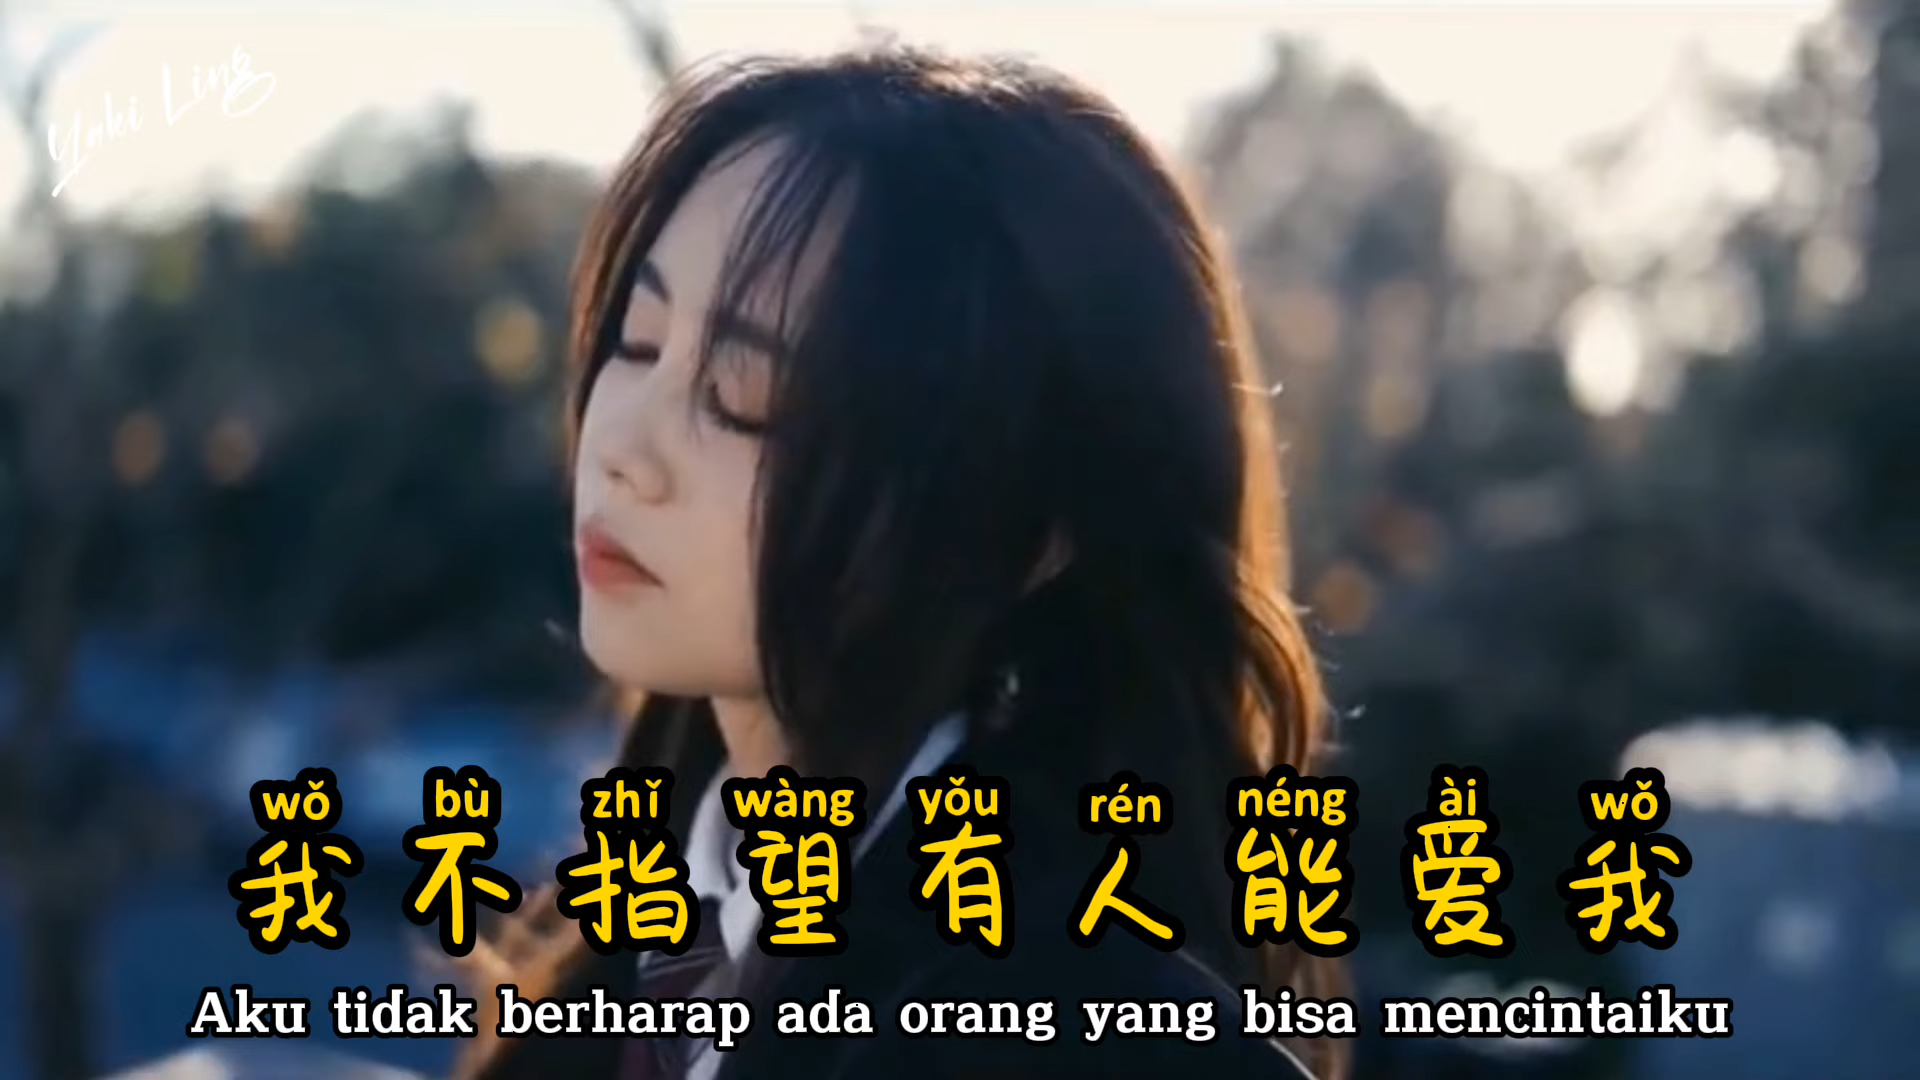 Yaki Ling
wǒ bù zhǐ wàng yǒu rén néng ài wǒ
我不指望有人能爱我
Aku tidak berharap ada orang yang bisa mencintaiku